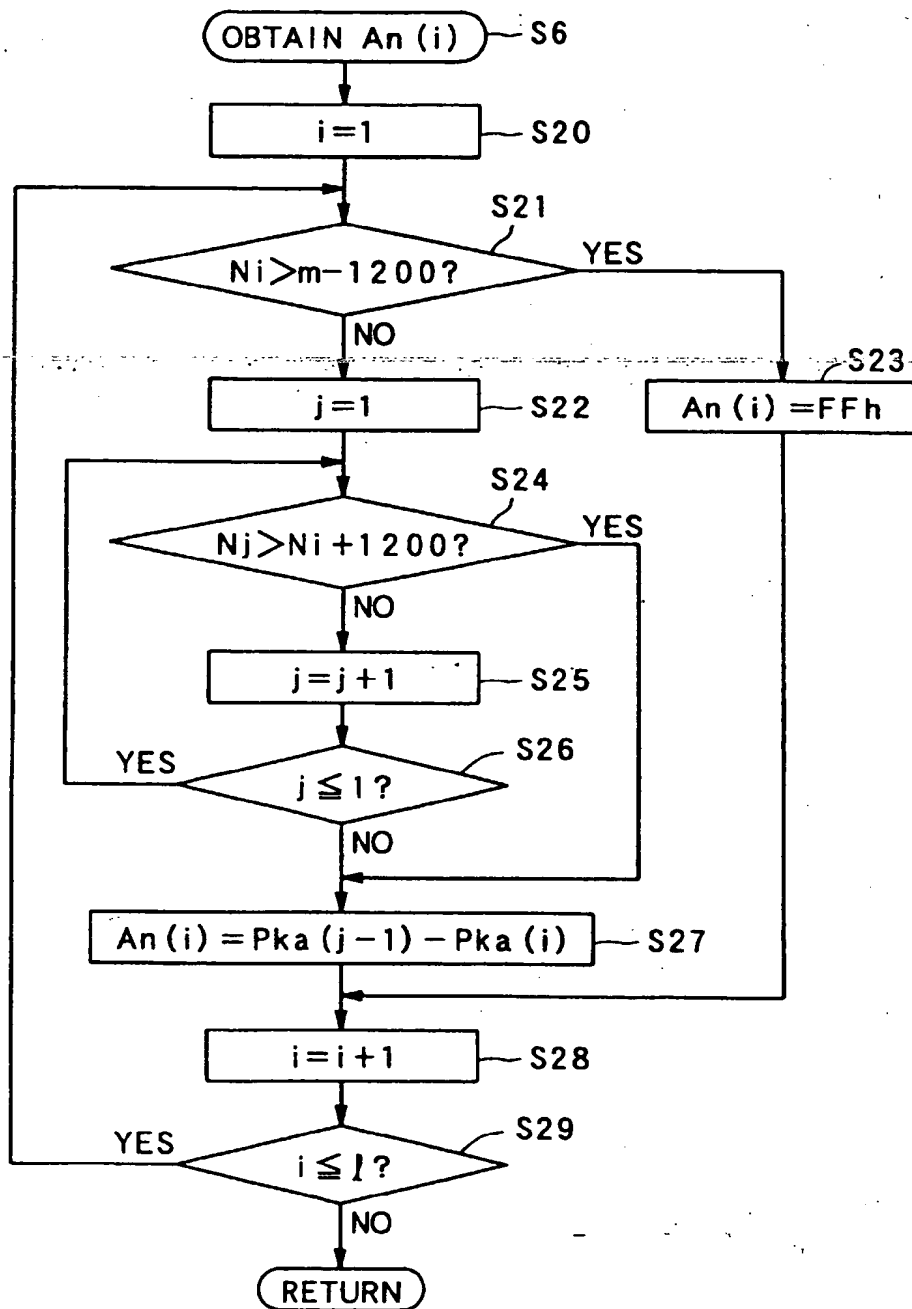 OBTAIN An(i) S6
i=1 S20
S21
Ni>m-1200? YES
NO
S23
j=1 S22
An(i)=FFh
S24
Nj>Ni+1200? YES
NO
j=j+1 S25
S26
YES
j≦1?
NO
An(i)=Pka(j-1)-Pka(i) S27
i=i+1 S28
S29
YES
i≦l?
NO
RETURN